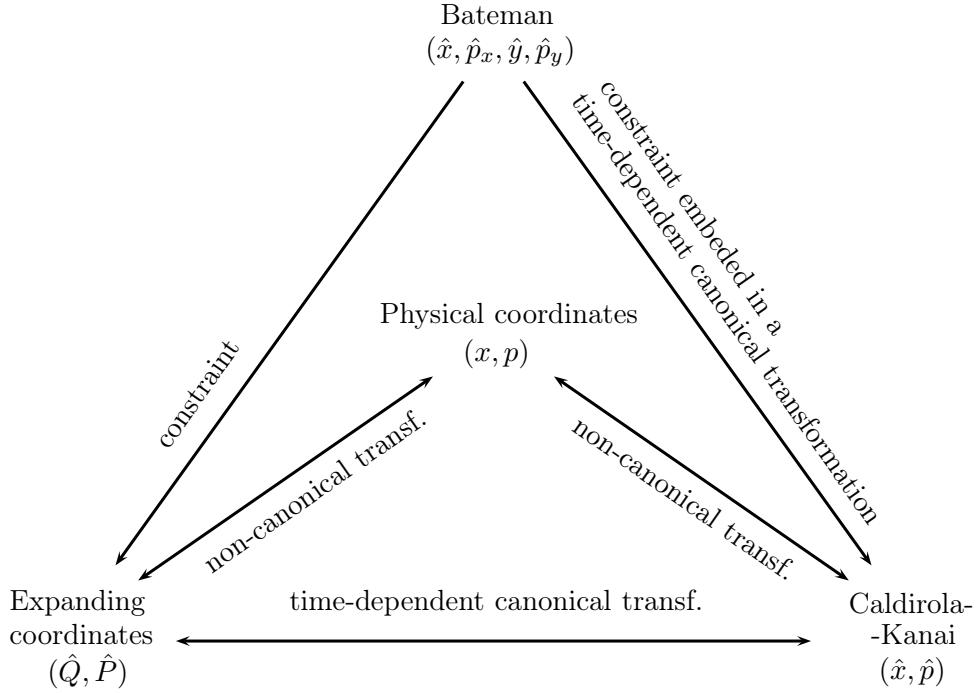 Bateman
(x̂, p̂ₓ, ŷ, p̂_y)
constraint embeded in a
time-dependent canonical transformation
constraint
Physical coordinates
(x, p)
non-canonical transf.
non-canonical transf.
Expanding
coordinates
(Q̂, P̂)
time-dependent canonical transf.
Caldirola-
-Kanai
(x̂, p̂)